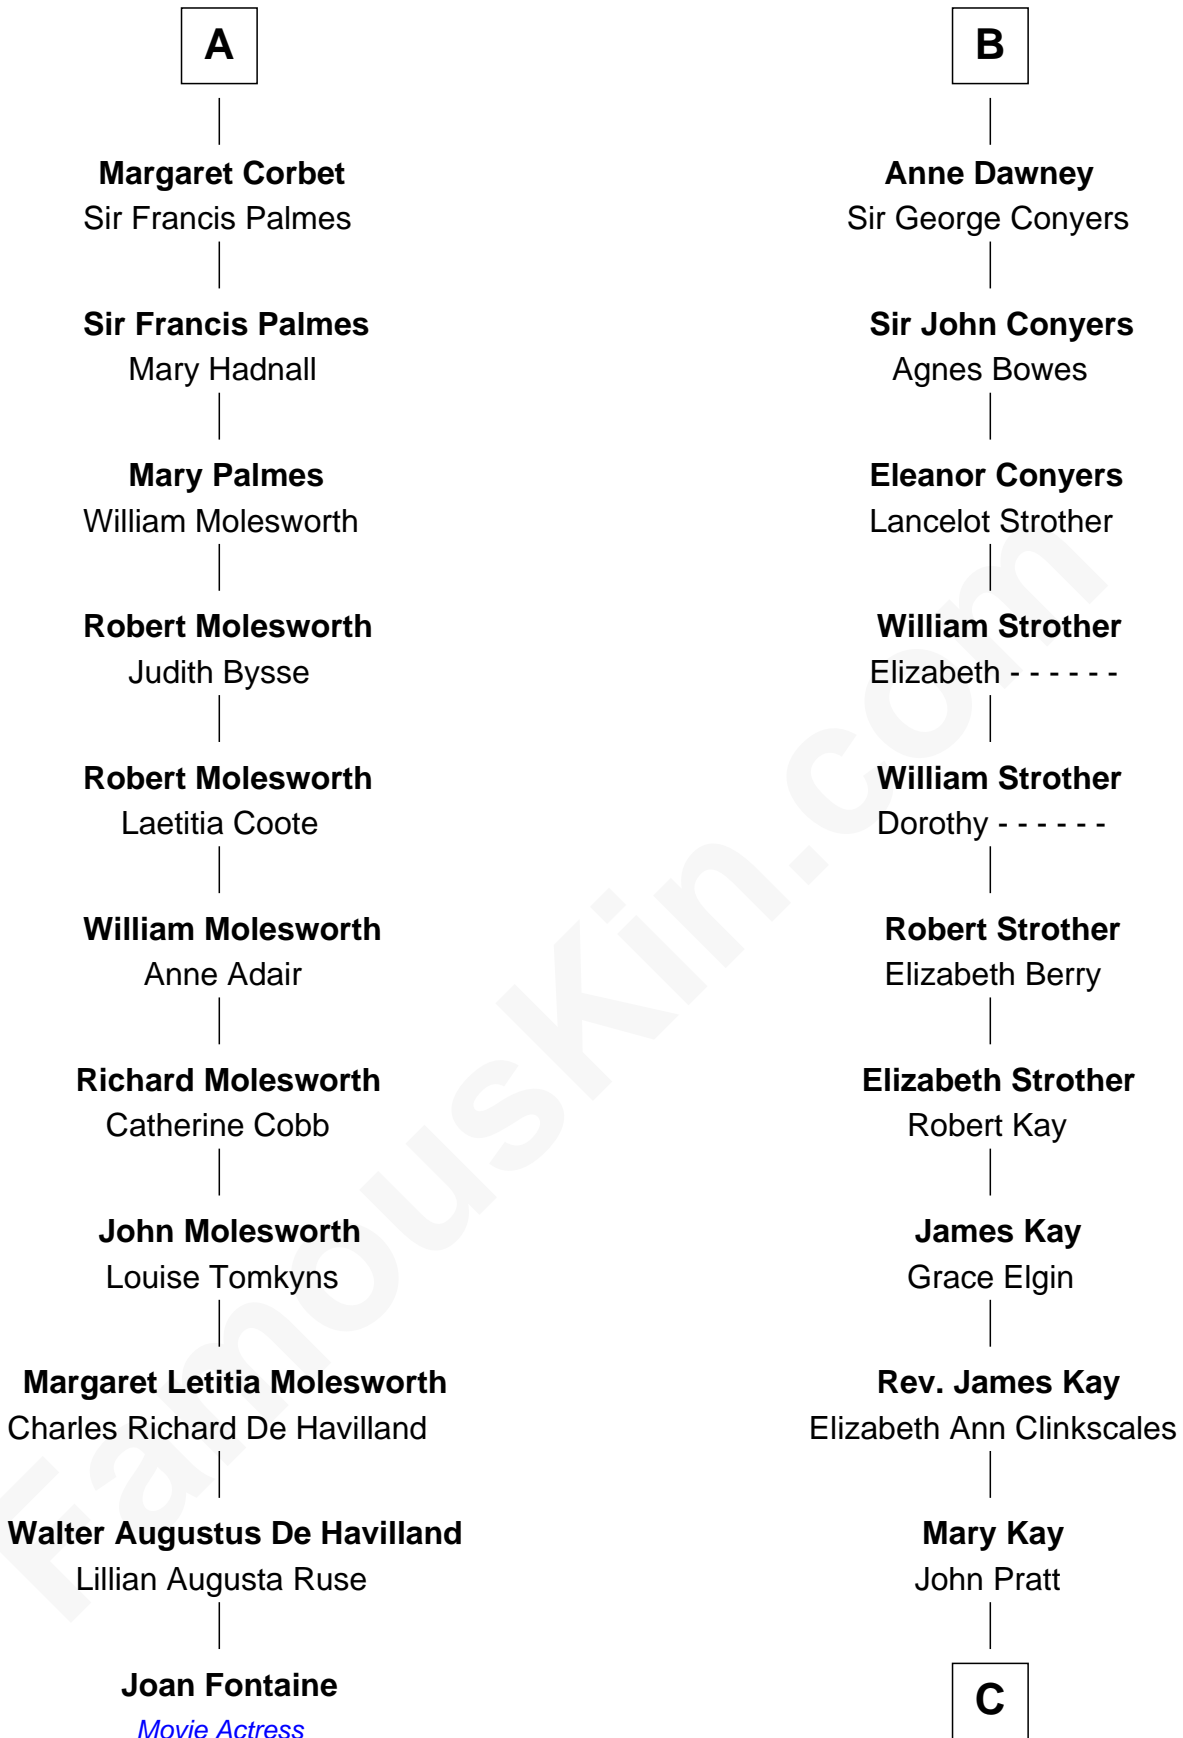 A
Margaret Corbet
Sir Francis Palmes
Sir Francis Palmes
Mary Hadnall
Mary Palmes
William Molesworth
Robert Molesworth
Judith Bysse
Robert Molesworth
Laetitia Coote
William Molesworth
Anne Adair
Richard Molesworth
Catherine Cobb
John Molesworth
Louise Tomkyns
Margaret Letitia Molesworth
Charles Richard De Havilland
Walter Augustus De Havilland
Lillian Augusta Ruse
Joan Fontaine
Movie Actress
B
Anne Dawney
Sir George Conyers
Sir John Conyers
Agnes Bowes
Eleanor Conyers
Lancelot Strother
William Strother
Elizabeth - - - - - -
William Strother
Dorothy - - - - - -
Robert Strother
Elizabeth Berry
Elizabeth Strother
Robert Kay
James Kay
Grace Elgin
Rev. James Kay
Elizabeth Ann Clinkscales
Mary Kay
John Pratt
C
FamousKin.com